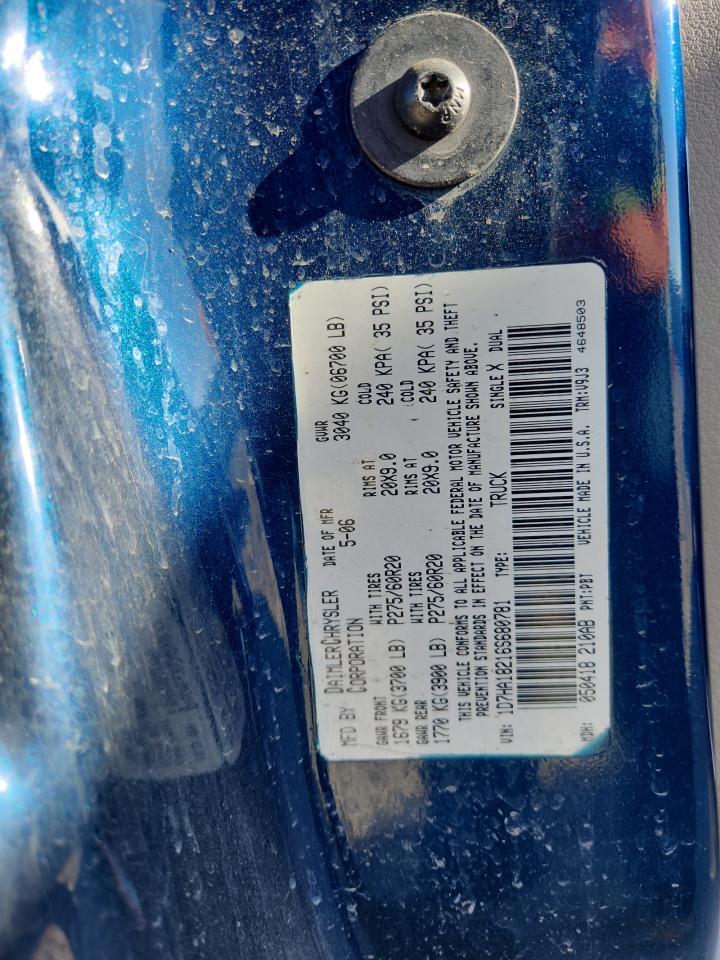 MFD BY DAIMLERCHRYSLER CORPORATION
DATE OF MFR 5-06
GVWR 3040 KG(06700 LB)
GAWR FRONT WITH TIRES RIMS AT COLD
1679 KG(3700 LB) P275/60R20 20X9.0 240 KPA( 35 PSI)
GAWR REAR WITH TIRES RIMS AT COLD
1770 KG(3900 LB) P275/60R20 20X9.0 240 KPA( 35 PSI)
THIS VEHICLE CONFORMS TO ALL APPLICABLE FEDERAL MOTOR VEHICLE SAFETY AND THEFT
PREVENTION STANDARDS IN EFFECT ON THE DATE OF MANUFACTURE SHOWN ABOVE.
VIN: 1D7HA18216S680781 TYPE: TRUCK SINGLE X DUAL
MDH: 050418 210AB PNT:PBT VEHICLE MADE IN U.S.A. TRM:V9J3 4648503